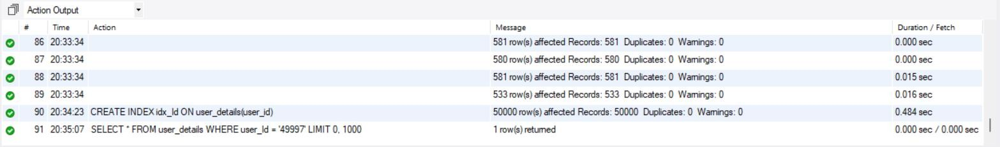 Action Output
# Time Action Message Duration / Fetch
86 20:33:34 581 row(s) affected Records: 581 Duplicates: 0 Warnings: 0 0.000 sec
87 20:33:34 580 row(s) affected Records: 580 Duplicates: 0 Warnings: 0 0.000 sec
88 20:33:34 581 row(s) affected Records: 581 Duplicates: 0 Warnings: 0 0.015 sec
89 20:33:34 533 row(s) affected Records: 533 Duplicates: 0 Warnings: 0 0.016 sec
90 20:34:23 CREATE INDEX idx_Id ON user_details(user_id) 50000 row(s) affected Records: 50000 Duplicates: 0 Warnings: 0 0.484 sec
91 20:35:07 SELECT * FROM user_details WHERE user_Id = '49997' LIMIT 0, 1000 1 row(s) returned 0.000 sec / 0.000 sec